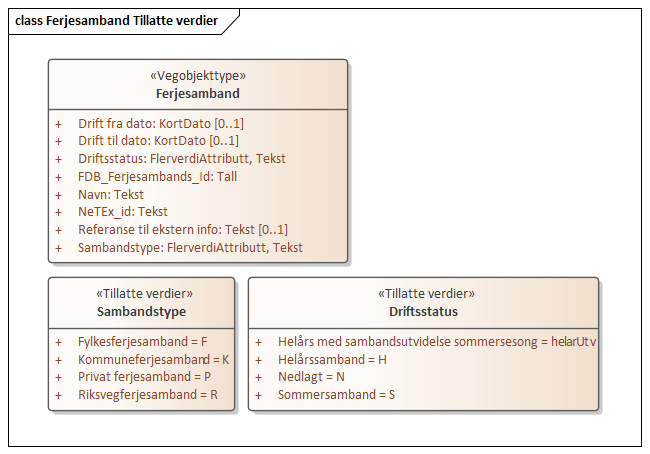 class Ferjesamband Tillatte verdier
«Vegobjekttype»
Ferjesamband
+ Drift fra dato: KortDato [0..1]
+ Drift til dato: KortDato [0..1]
+ Driftsstatus: FlerverdiAttributt, Tekst
+ FDB_Ferjesambands_Id: Tall
+ Navn: Tekst
+ NeTEx_id: Tekst
+ Referanse til ekstern info: Tekst [0..1]
+ Sambandstype: FlerverdiAttributt, Tekst
«Tillatte verdier»
Sambandstype
+ Fylkesferjesamband = F
+ Kommuneferjesamband = K
+ Privat ferjesamband = P
+ Riksvegferjesamband = R
«Tillatte verdier»
Driftsstatus
+ Helårs med sambandsutvidelse sommersesong = helarUtv
+ Helårssamband = H
+ Nedlagt = N
+ Sommersamband = S